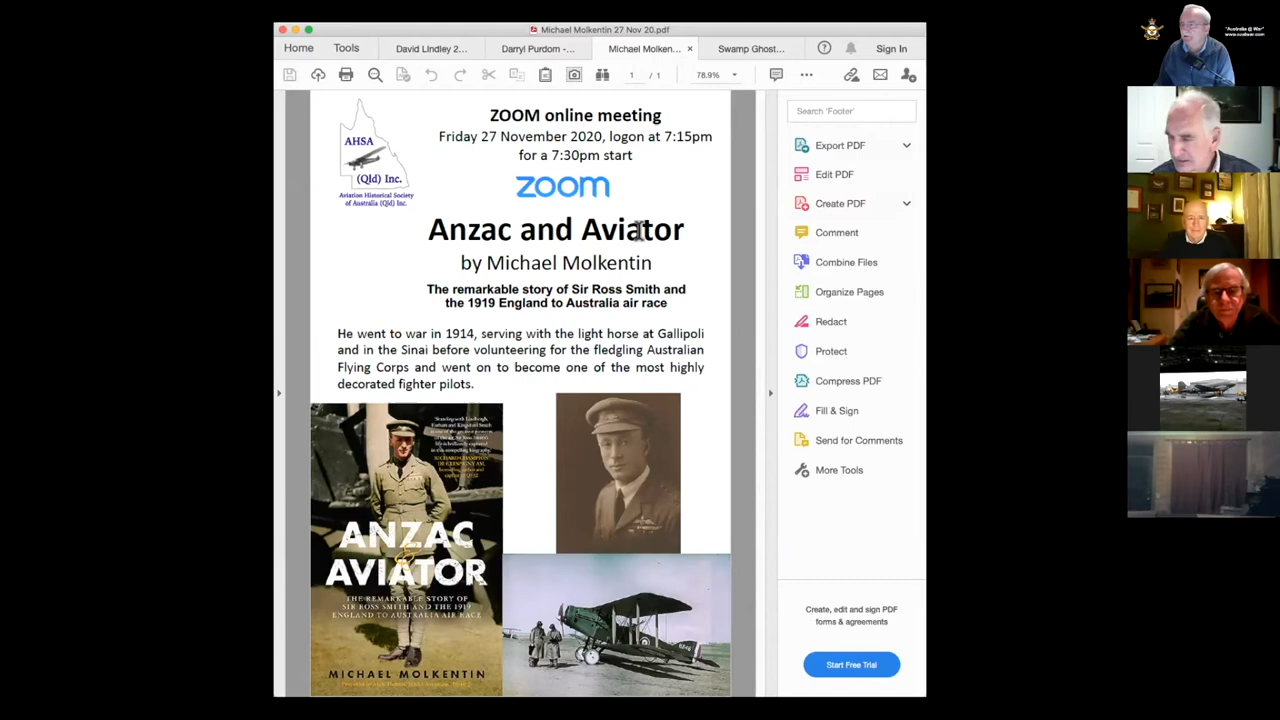 Michael Molkentin 27 Nov 20.pdf
Home
Tools
David LIndley 2...
Darryl Purdom -...
Michael Molken...
Swamp Ghost...
Sign In
1 / 1
78.9%
AHSA
(Qld) Inc.
Aviation Historical Society
of Australia (Qld) Inc.
ZOOM online meeting
Friday 27 November 2020, logon at 7:15pm
for a 7:30pm start
zoom
Anzac and Aviator
by Michael Molkentin
The remarkable story of Sir Ross Smith and
the 1919 England to Australia air race
He went to war in 1914, serving with the light horse at Gallipoli
and in the Sinai before volunteering for the fledgling Australian
Flying Corps and went on to become one of the most highly
decorated fighter pilots.
ANZAC
&
AVIATOR
THE REMARKABLE STORY OF
SIR ROSS SMITH AND THE 1919
ENGLAND TO AUSTRALIA AIR RACE
MICHAEL MOLKENTIN
Search 'Footer'
Export PDF
Edit PDF
Create PDF
Comment
Combine Files
Organize Pages
Redact
Protect
Compress PDF
Fill & Sign
Send for Comments
More Tools
Create, edit and sign PDF
forms & agreements
Start Free Trial
"Australia @ War"
www.ozatwar.com